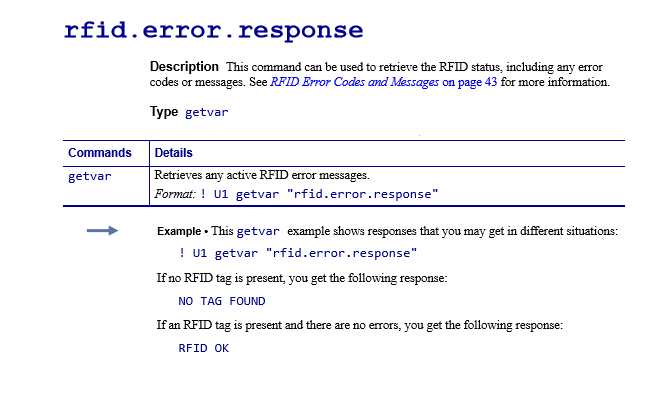 rfid.error.response
Description This command can be used to retrieve the RFID status, including any error
codes or messages. See RFID Error Codes and Messages on page 43 for more information.
Type getvar
Commands Details
getvar Retrieves any active RFID error messages.
Format: ! U1 getvar "rfid.error.response"
Example • This getvar example shows responses that you may get in different situations:
! U1 getvar "rfid.error.response"
If no RFID tag is present, you get the following response:
NO TAG FOUND
If an RFID tag is present and there are no errors, you get the following response:
RFID OK